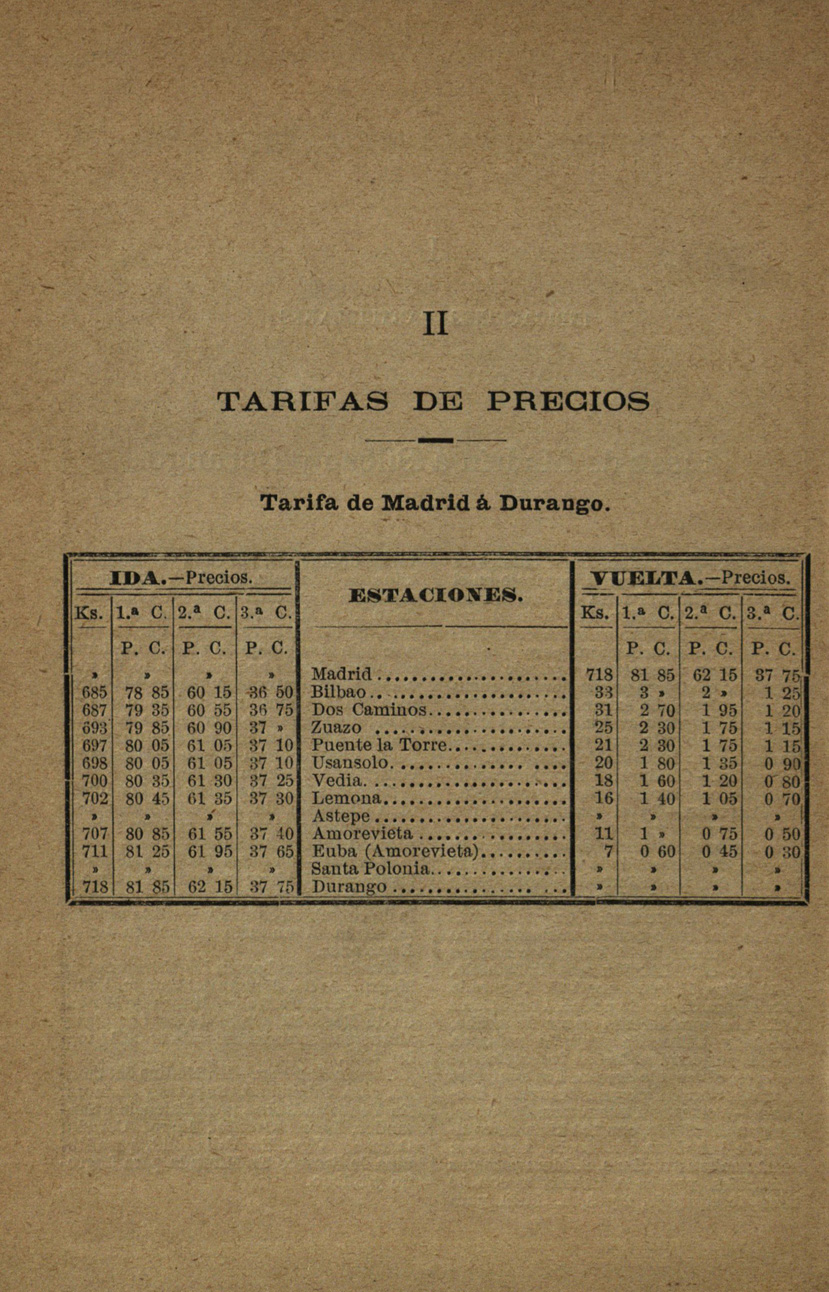 II
TARIFAS DE PRECIOS
Tarifa de Madrid á Durango.
IDA.—Precios. ESTACIONES. VUELTA.—Precios.
Ks. 1.ª C. 2.ª C. 3.ª C. Ks. 1.ª C. 2.ª C. 3.ª C.
P. C. P. C. P. C. P. C. P. C. P. C.
» » » » Madrid 718 81 85 62 15 37 75
685 78 85 60 15 36 50 Bilbao 33 3 » 2 » 1 25
687 79 35 60 55 36 75 Dos Caminos 31 2 70 1 95 1 20
693 79 85 60 90 37 » Zuazo 25 2 30 1 75 1 15
697 80 05 61 05 37 10 Puente la Torre 21 2 30 1 75 1 15
698 80 05 61 05 37 10 Usansolo 20 1 80 1 35 0 90
700 80 35 61 30 37 25 Vedia 18 1 60 1 20 0 80
702 80 45 61 35 37 30 Lemona 16 1 40 1 05 0 70
» » » » Astepe » » » »
707 80 85 61 55 37 40 Amorevieta 11 1 » 0 75 0 50
711 81 25 61 95 37 65 Euba (Amorevieta) 7 0 60 0 45 0 30
» » » » Santa Polonia » » » »
718 81 85 62 15 37 75 Durango » » » »